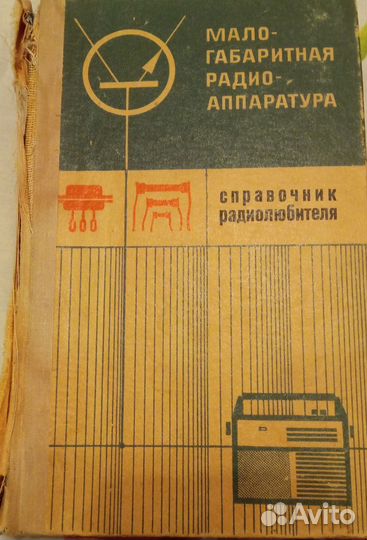 МАЛО-
ГАБАРИТНАЯ
РАДИО-
АППАРАТУРА
справочник
радиолюбителя
Avito